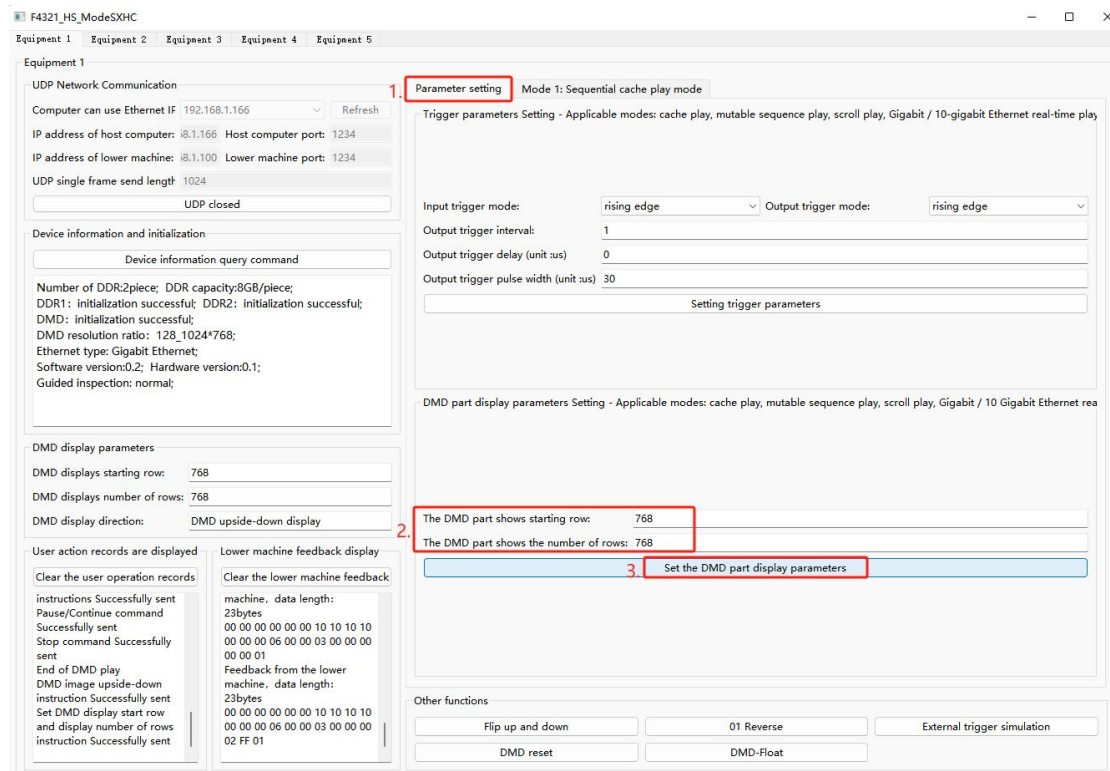 F4321_HS_ModeSXHC
Equipment 1 Equipment 2 Equipment 3 Equipment 4 Equipment 5
Equipment 1
UDP Network Communication
Computer can use Ethernet IF 192.168.1.166 Refresh
IP address of host computer: i8.1.166 Host computer port: 1234
IP address of lower machine: i8.1.100 Lower machine port: 1234
UDP single frame send length 1024
UDP closed
Device information and initialization
Device information query command
Number of DDR:2piece; DDR capacity:8GB/piece;
DDR1: initialization successful; DDR2: initialization successful;
DMD: initialization successful;
DMD resolution ratio: 128_1024*768;
Ethernet type: Gigabit Ethernet;
Software version:0.2; Hardware version:0.1;
Guided inspection: normal;
DMD display parameters
DMD displays starting row: 768
DMD displays number of rows: 768
DMD display direction: DMD upside-down display
User action records are displayed
Clear the user operation records
instructions Successfully sent
Pause/Continue command
Successfully sent
Stop command Successfully
sent
End of DMD play
DMD image upside-down
instruction Successfully sent
Set DMD display start row
and display number of rows
instruction Successfully sent
Lower machine feedback display
Clear the lower machine feedback
machine, data length:
23bytes
00 00 00 00 00 00 10 10 10 10
00 00 00 06 00 00 03 00 00 00
00 00 01
Feedback from the lower
machine, data length:
23bytes
00 00 00 00 00 00 10 10 10 10
00 00 00 06 00 00 03 00 00 00
02 FF 01
1. Parameter setting Mode 1: Sequential cache play mode
Trigger parameters Setting - Applicable modes: cache play, mutable sequence play, scroll play, Gigabit / 10-gigabit Ethernet real-time play
Input trigger mode: rising edge Output trigger mode: rising edge
Output trigger interval: 1
Output trigger delay (unit :us) 0
Output trigger pulse width (unit :us) 30
Setting trigger parameters
DMD part display parameters Setting - Applicable modes: cache play, mutable sequence play, scroll play, Gigabit / 10 Gigabit Ethernet rea
2. The DMD part shows starting row: 768
The DMD part shows the number of rows: 768
3. Set the DMD part display parameters
Other functions
Flip up and down 01 Reverse External trigger simulation
DMD reset DMD-Float